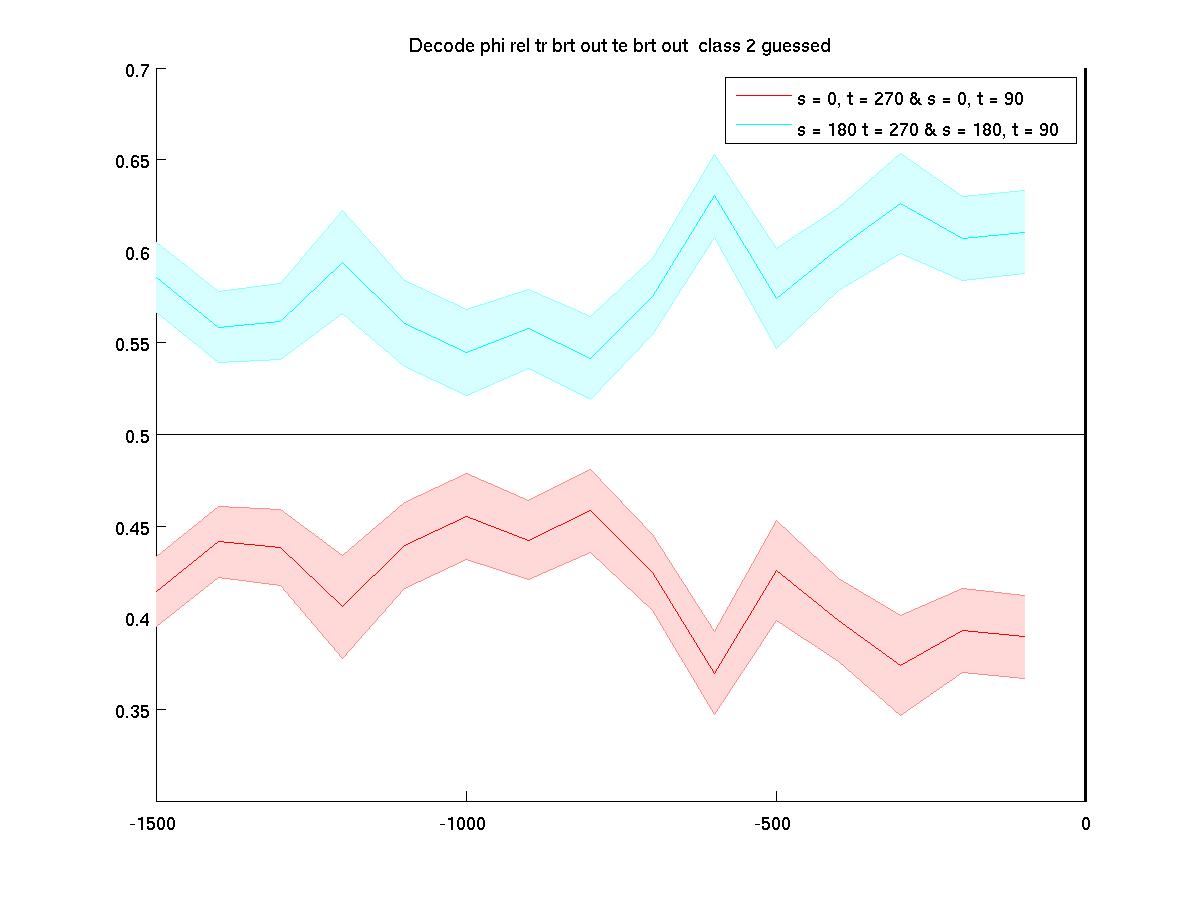 Decode phi rel tr brt out te brt out  class 2 guessed
0.7
s = 0, t = 270 & s = 0, t = 90
s = 180 t = 270 & s = 180, t = 90
0.65
0.6
0.55
0.5
0.45
0.4
0.35
-1500 -1000 -500 0